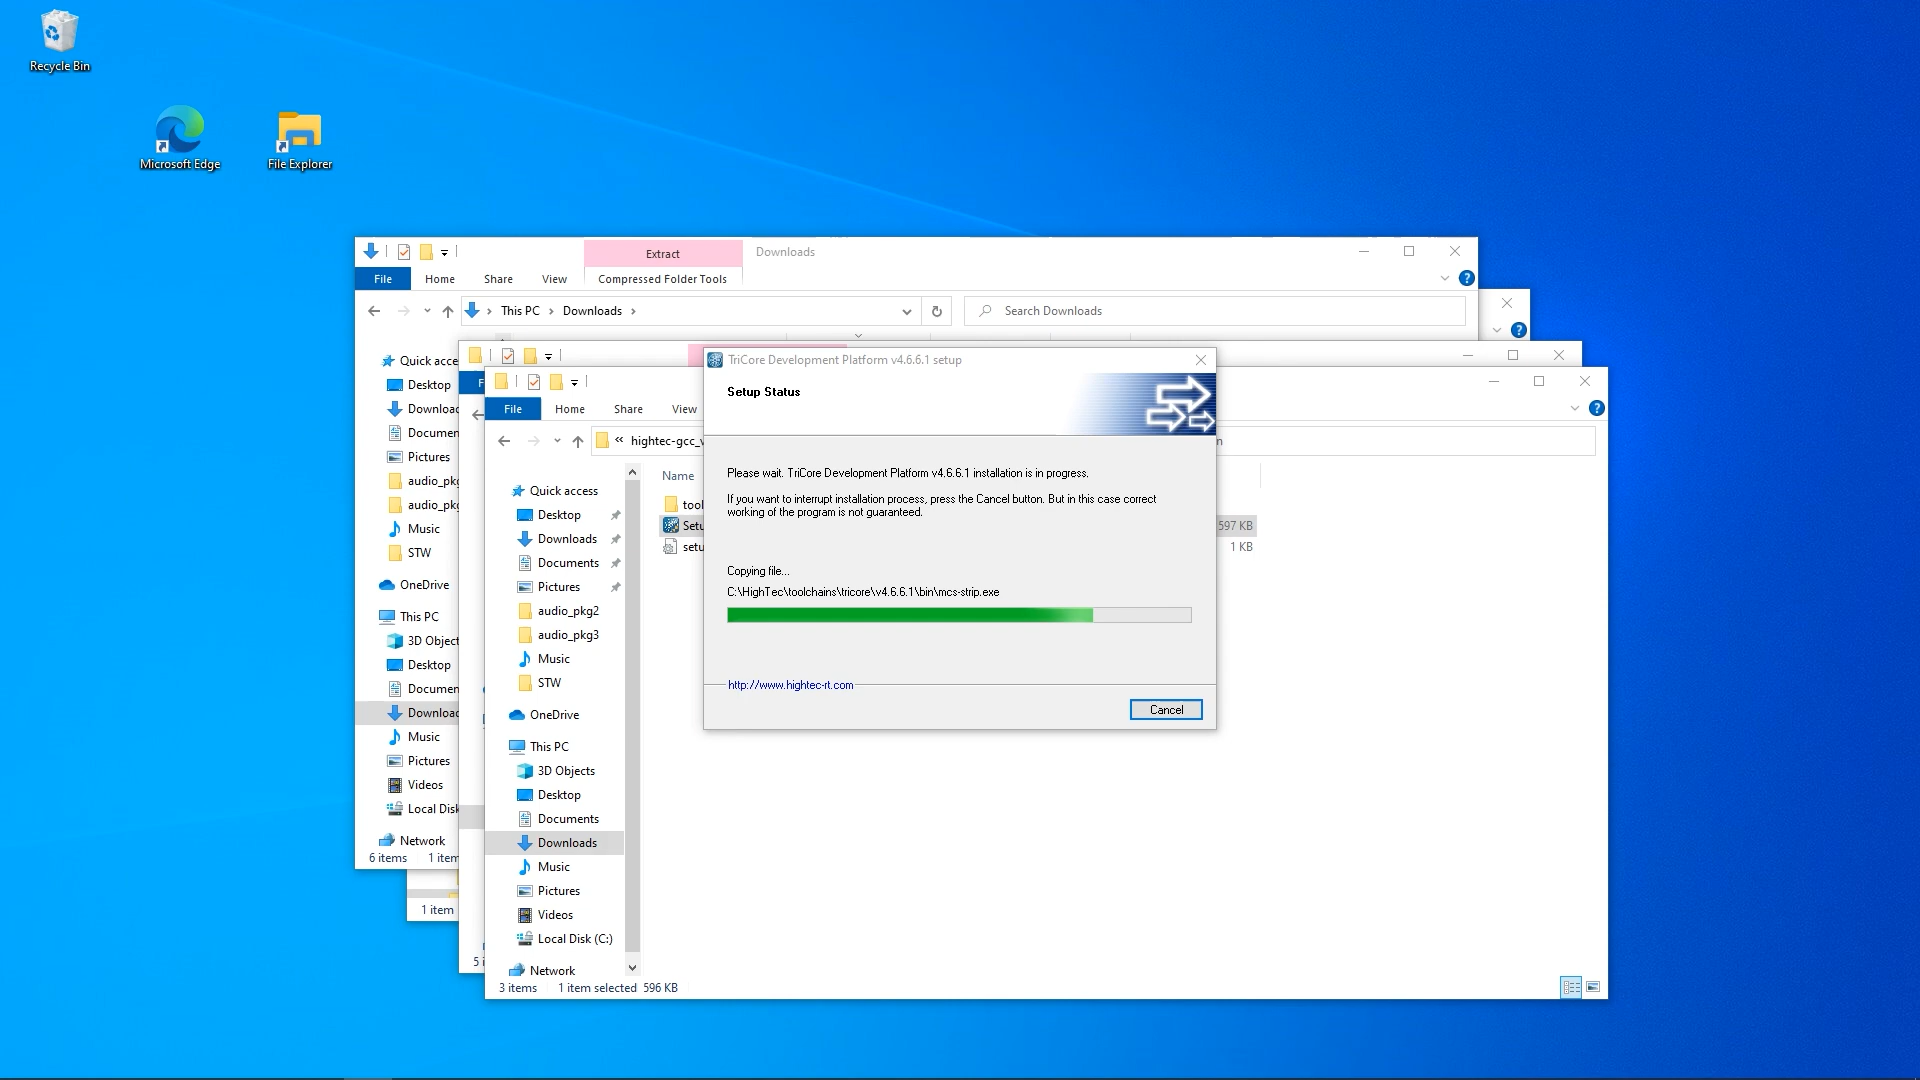 Recycle Bin
Microsoft Edge
File Explorer
Extract
Downloads
File
Home
Share
View
Compressed Folder Tools
This PC
Downloads
Search Downloads
Quick acce
Desktop
Downloa
Documen
Pictures
audio_pkg
audio_pkg
Music
STW
OneDrive
This PC
3D Object
Desktop
Documen
Downloa
Music
Pictures
Videos
Local Disk
Network
6 items
1 item
1 item
F
5 i
File
Home
Share
View
« hightec-gcc_v
Name
tool
Setu
597 KB
setu
1 KB
Quick access
Desktop
Downloads
Documents
Pictures
audio_pkg2
audio_pkg3
Music
STW
OneDrive
This PC
3D Objects
Desktop
Documents
Downloads
Music
Pictures
Videos
Local Disk (C:)
Network
3 items
1 item selected 596 KB
TriCore Development Platform v4.6.6.1 setup
Setup Status
Please wait. TriCore Development Platform v4.6.6.1 installation is in progress.
If you want to interrupt installation process, press the Cancel button. But in this case correct
working of the program is not guaranteed.
Copying file...
C:\HighTec\toolchains\tricore\v4.6.6.1\bin\mcs-strip.exe
http://www.hightec-rt.com
Cancel